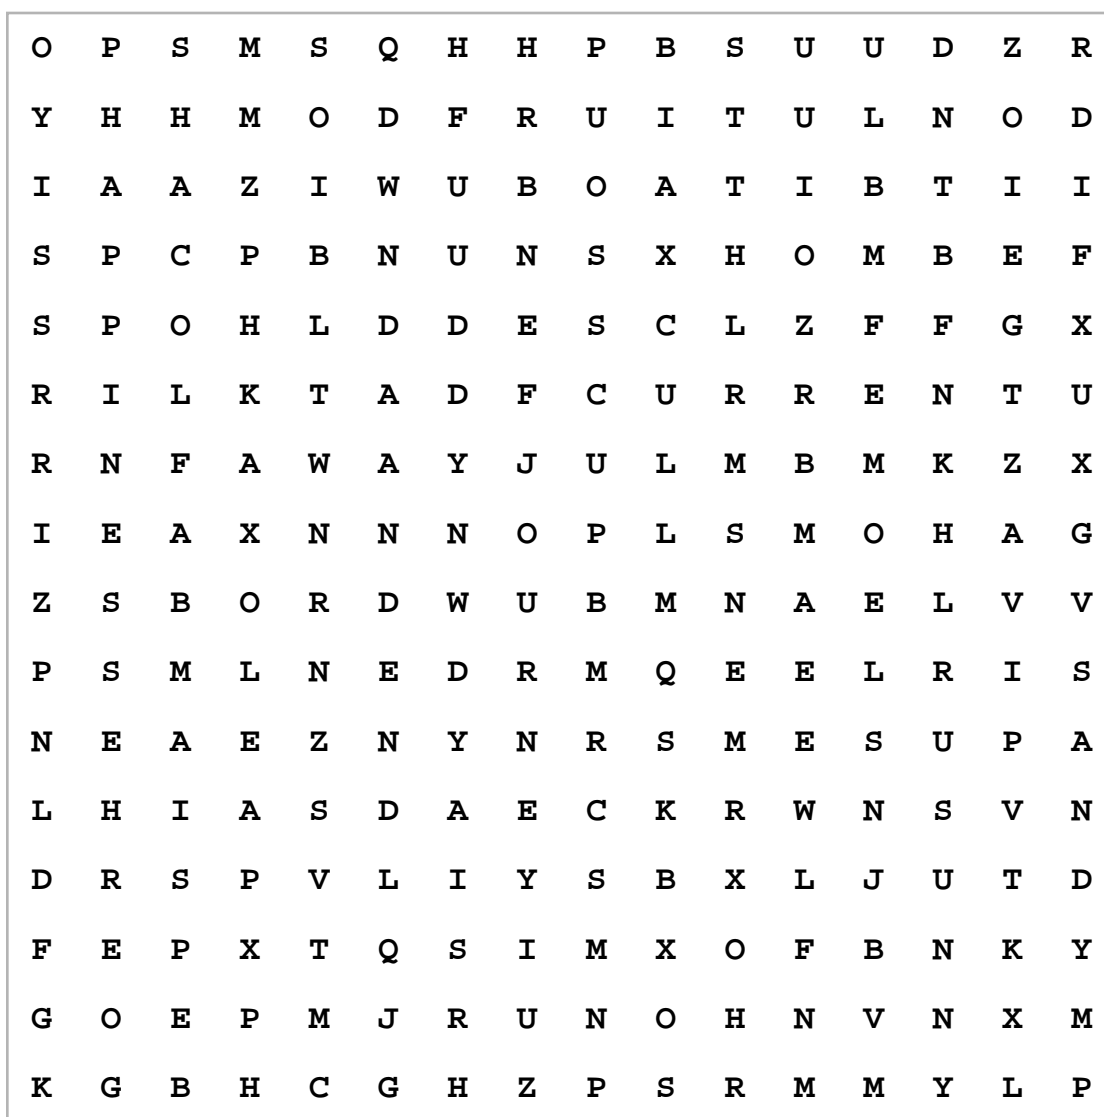 O P S M S Q H H P B S U U D Z R
Y H H M O D F R U I T U L N O D
I A A Z I W U B O A T I B T I I
S P C P B N U N S X H O M B E F
S P O H L D D E S C L Z F F G X
R I L K T A D F C U R R E N T U
R N F A W A Y J U L M B M K Z X
I E A X N N N O P L S M O H A G
Z S B O R D W U B M N A E L V V
P S M L N E D R M Q E E L R I S
N E A E Z N Y N R S M E S U P A
L H I A S D A E C K R W N S V N
D R S P V L I Y S B X L J U T D
F E P X T Q S I M X O F B N K Y
G O E P M J R U N O H N V N X M
K G B H C G H Z P S R M M Y L P